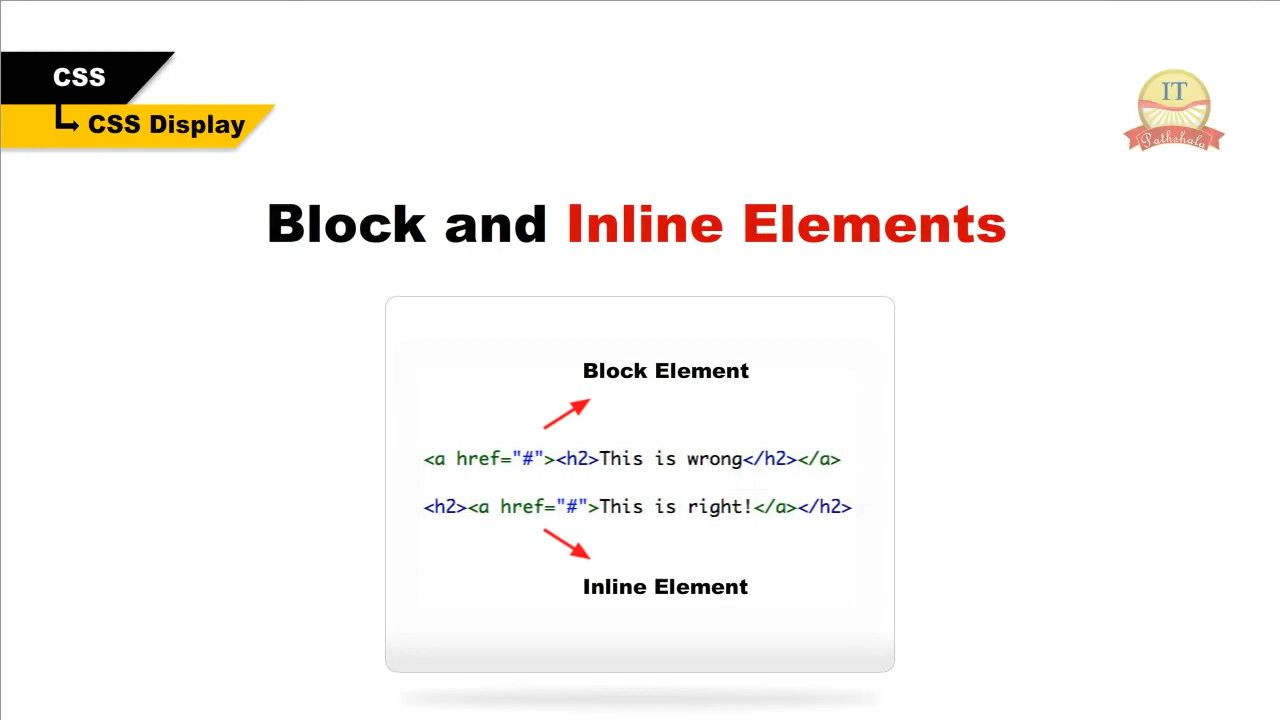 CSS
CSS Display
IT
Pathshala
Block and Inline Elements
Block Element
<a href="#"><h2>This is wrong</h2></a>
<h2><a href="#">This is right!</a></h2>
Inline Element